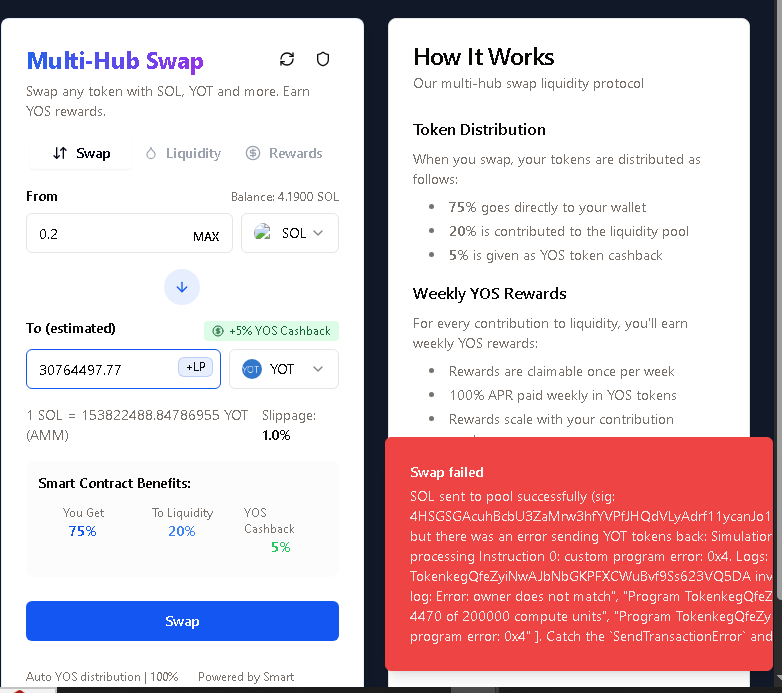 Multi-Hub Swap
Swap any token with SOL, YOT and more. Earn
YOS rewards.
Swap
Liquidity
Rewards
From
Balance: 4.1900 SOL
0.2
MAX
SOL
To (estimated)
+5% YOS Cashback
30764497.77
+LP
YOT
YOT
1 SOL = 153822488.84786955 YOT
(AMM)
Slippage:
1.0%
Smart Contract Benefits:
You Get
75%
To Liquidity
20%
YOS
Cashback
5%
Swap
Auto YOS distribution | 100%
Powered by Smart
How It Works
Our multi-hub swap liquidity protocol
Token Distribution
When you swap, your tokens are distributed as
follows:
• 75% goes directly to your wallet
• 20% is contributed to the liquidity pool
• 5% is given as YOS token cashback
Weekly YOS Rewards
For every contribution to liquidity, you'll earn
weekly YOS rewards:
• Rewards are claimable once per week
• 100% APR paid weekly in YOS tokens
• Rewards scale with your contribution
Swap failed
SOL sent to pool successfully (sig:
4HSGSGAcuhBcbU3ZaMrw3hfYVPfJHQdVLyAdrf11ycanJo1
but there was an error sending YOT tokens back: Simulation
processing Instruction 0: custom program error: 0x4. Logs:
TokenkegQfeZyiNwAJbNbGKPFXCWuBvf9Ss623VQ5DA inv
log: Error: owner does not match", "Program TokenkegQfeZ
4470 of 200000 compute units", "Program TokenkegQfeZy
program error: 0x4" ]. Catch the `SendTransactionError` and